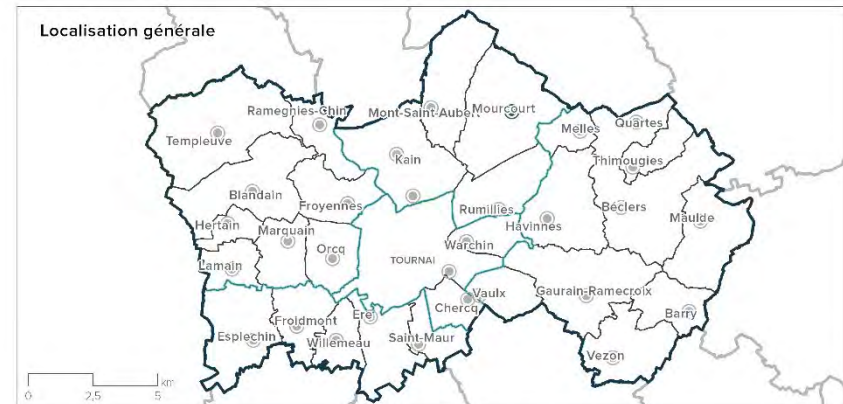 Localisation générale
Ramegnies-Chin
Mont-Saint-Aubert
Mourcourt
Quartes
Melles
Templeuve
Kain
Thimougies
Blandain
Froyennes
Rumillies
Béclers
Maulde
Hertain
Marquain
Havinnes
Orcq
Warchin
TOURNAI
Lamain
Vaulx
Gaurain-Ramecroix
Chercq
Barry
Froidmont
Ere
Esplechin
Willemeau
Saint-Maur
Vezon
km
0 2,5 5